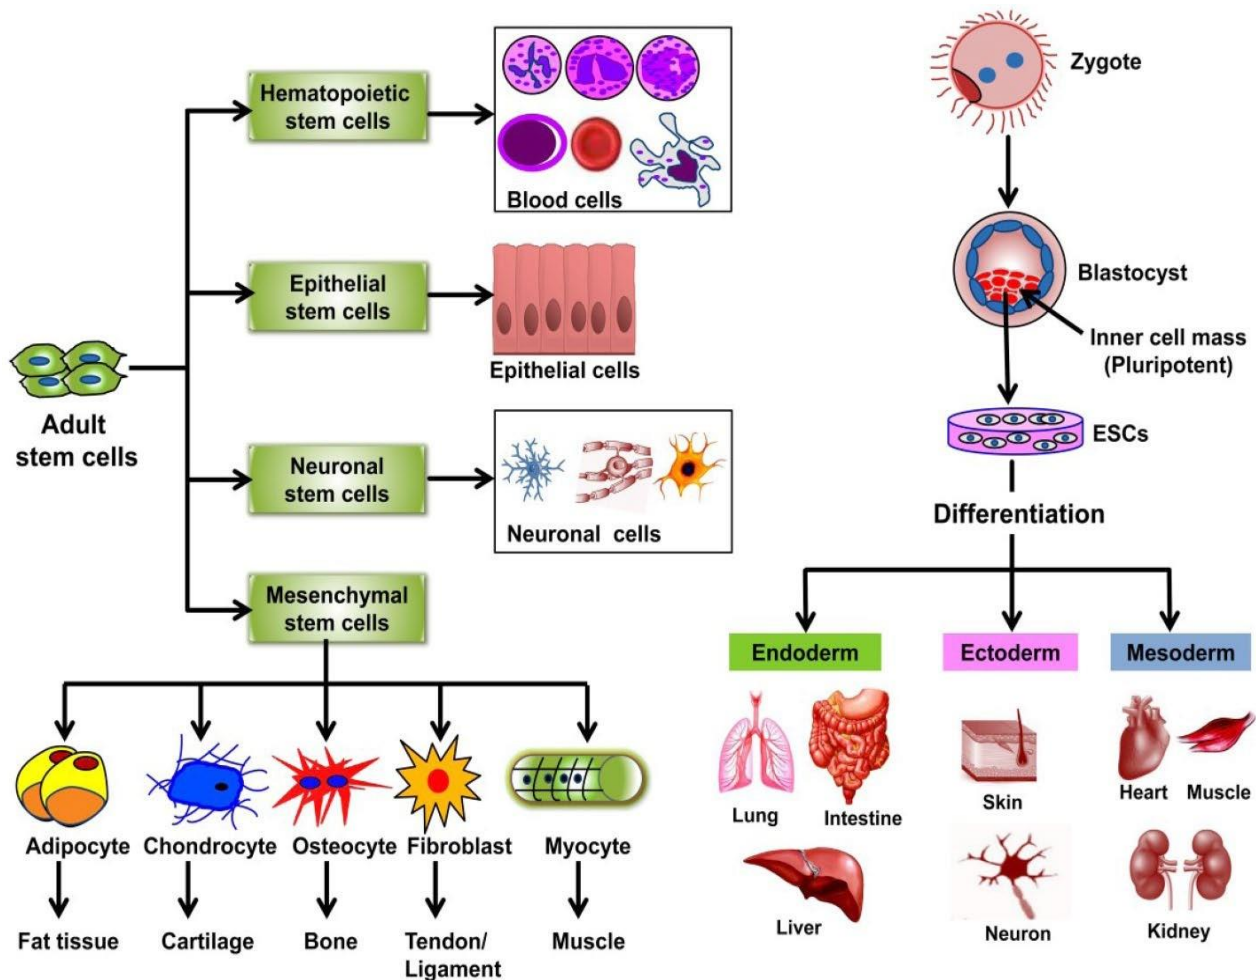 Adult
stem cells
Hematopoietic
stem cells
Blood cells
Epithelial
stem cells
Epithelial cells
Neuronal
stem cells
Neuronal cells
Mesenchymal
stem cells
Adipocyte
Chondrocyte
Osteocyte
Fibroblast
Myocyte
Fat tissue
Cartilage
Bone
Tendon/
Ligament
Muscle
Zygote
Blastocyst
Inner cell mass
(Pluripotent)
ESCs
Differentiation
Endoderm
Ectoderm
Mesoderm
Lung
Intestine
Liver
Skin
Neuron
Heart
Muscle
Kidney